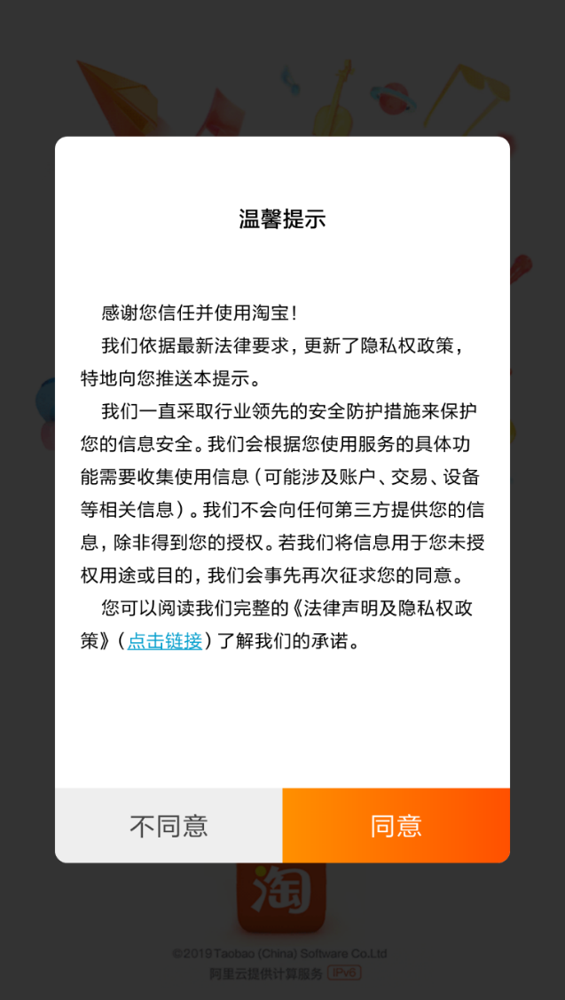 温馨提示
感谢您信任并使用淘宝！
我们依据最新法律要求，更新了隐私权政策，
特地向您推送本提示。
我们一直采取行业领先的安全防护措施来保护
您的信息安全。我们会根据您使用服务的具体功
能需要收集使用信息（可能涉及账户、交易、设备
等相关信息）。我们不会向任何第三方提供您的信
息，除非得到您的授权。若我们将信息用于您未授
权用途或目的，我们会事先再次征求您的同意。
您可以阅读我们完整的《法律声明及隐私权政
策》（点击链接）了解我们的承诺。
不同意 同意
淘
©2019 Taobao (China) Software Co.Ltd
阿里云提供计算服务 IPv6